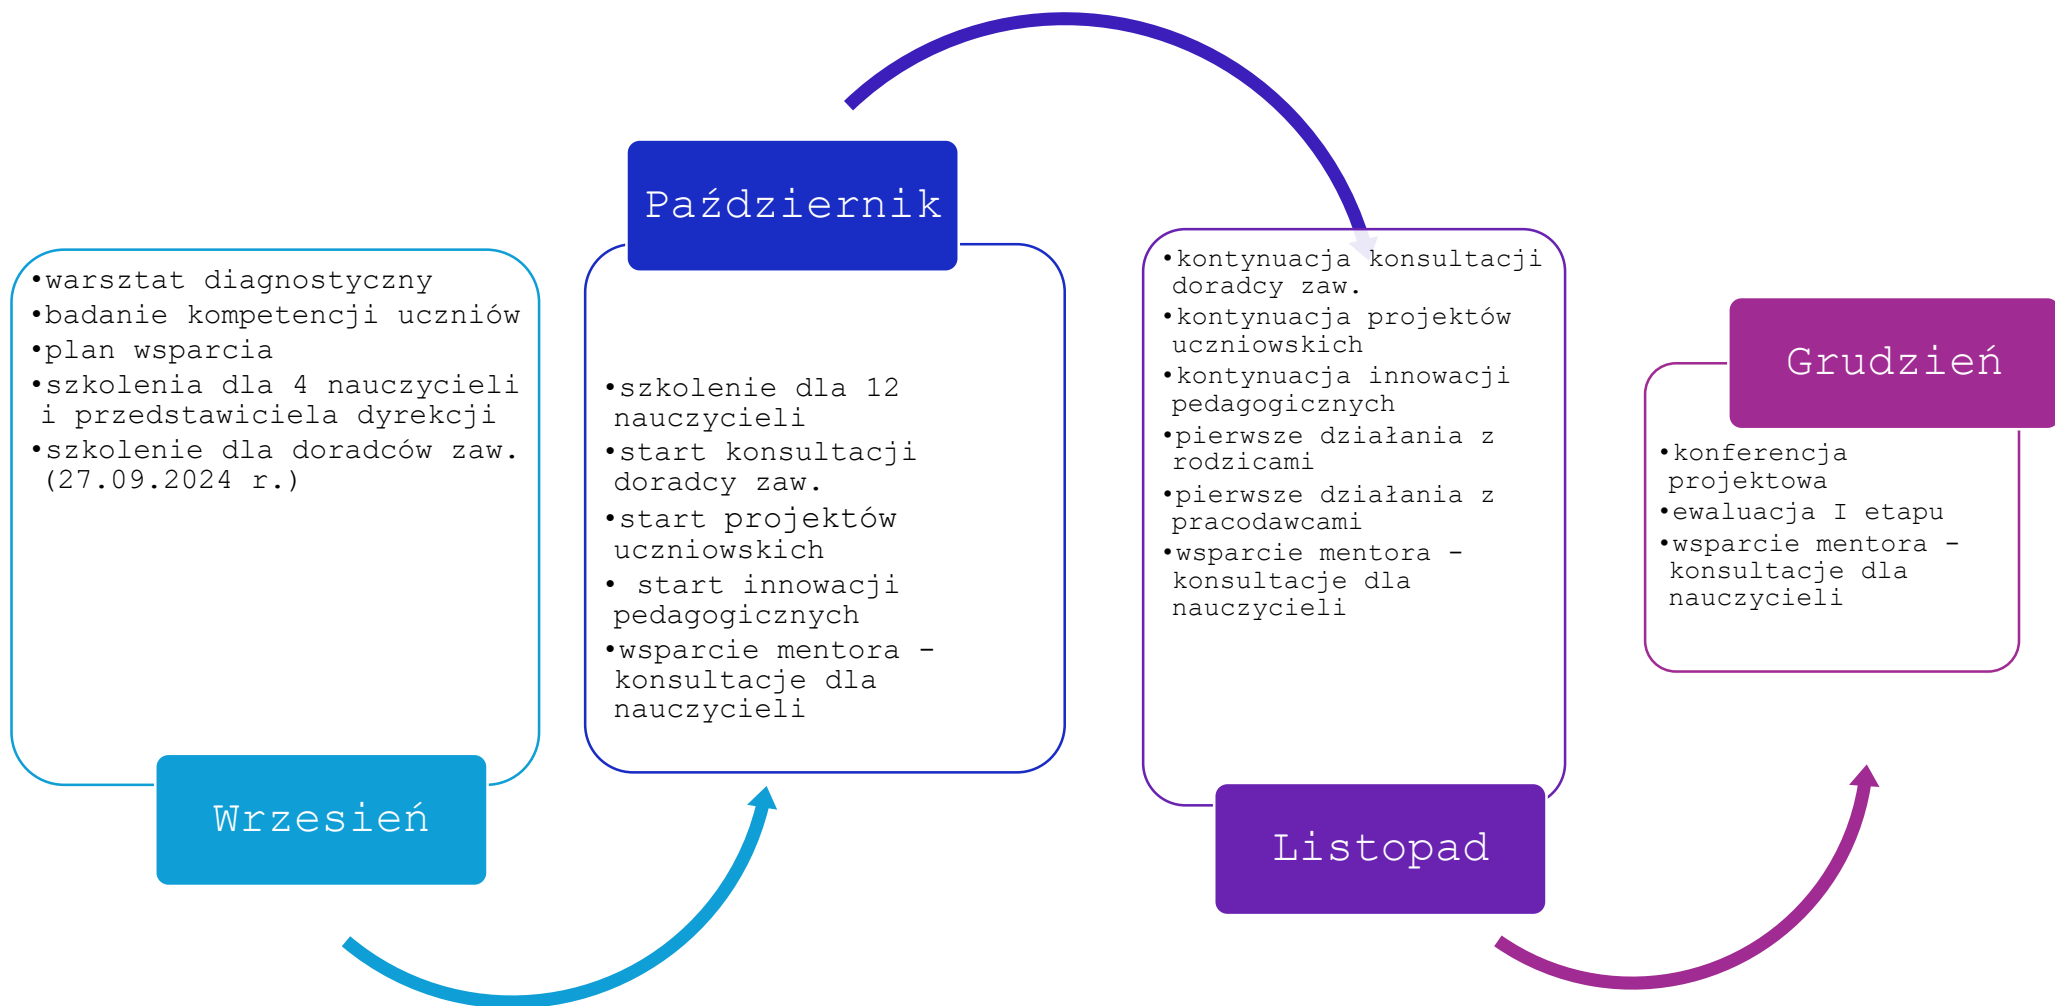 •warsztat diagnostyczny
•badanie kompetencji uczniów
•plan wsparcia
•szkolenia dla 4 nauczycieli
i przedstawiciela dyrekcji
•szkolenie dla doradców zaw.
(27.09.2024 r.)
Wrzesień
Październik
•szkolenie dla 12
nauczycieli
•start konsultacji
doradcy zaw.
•start projektów
uczniowskich
• start innowacji
pedagogicznych
•wsparcie mentora -
konsultacje dla
nauczycieli
•kontynuacja konsultacji
doradcy zaw.
•kontynuacja projektów
uczniowskich
•kontynuacja innowacji
pedagogicznych
•pierwsze działania z
rodzicami
•pierwsze działania z
pracodawcami
•wsparcie mentora -
konsultacje dla
nauczycieli
Listopad
Grudzień
•konferencja
projektowa
•ewaluacja I etapu
•wsparcie mentora -
konsultacje dla
nauczycieli